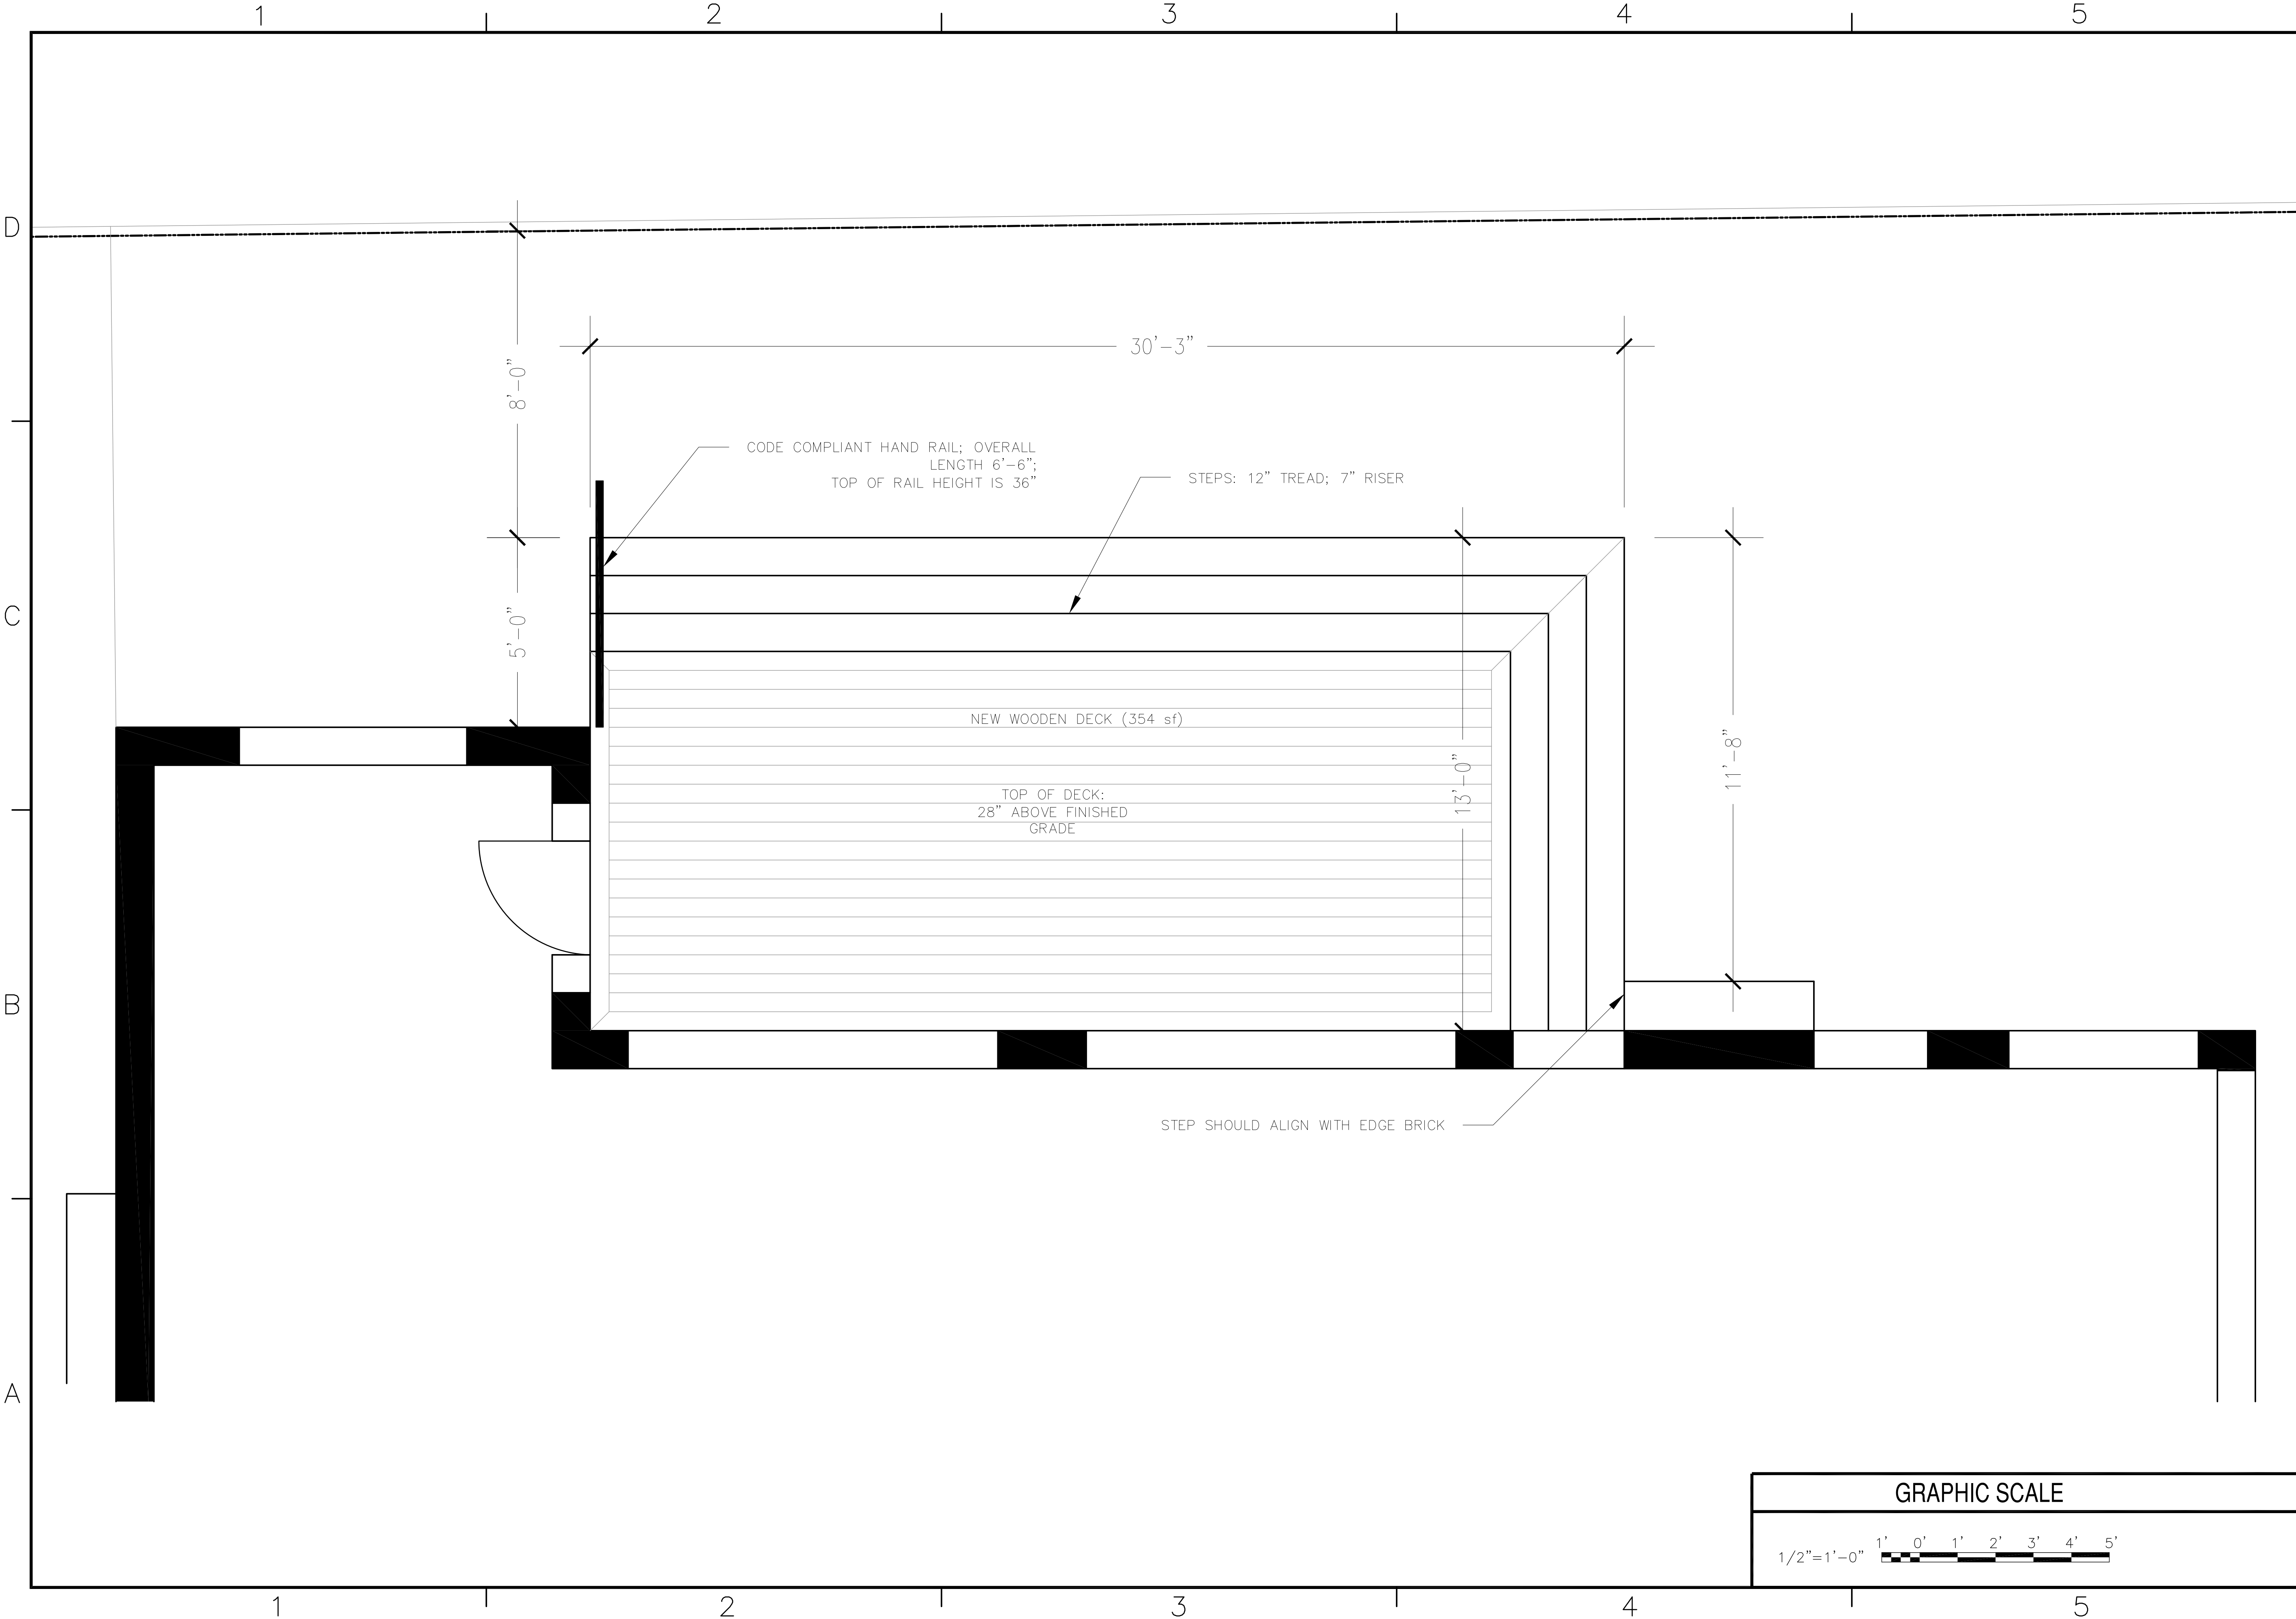 1 2 3 4 5
D
C
B
A
30'-3"
8'-0"
CODE COMPLIANT HAND RAIL; OVERALL
LENGTH 6'-6";
TOP OF RAIL HEIGHT IS 36"
STEPS: 12" TREAD; 7" RISER
5'-0"
NEW WOODEN DECK (354 sf)
13'-0"
11'-8"
TOP OF DECK:
28" ABOVE FINISHED
GRADE
STEP SHOULD ALIGN WITH EDGE BRICK
GRAPHIC SCALE
1' 0' 1' 2' 3' 4' 5'
1/2"=1'-0"
1 2 3 4 5